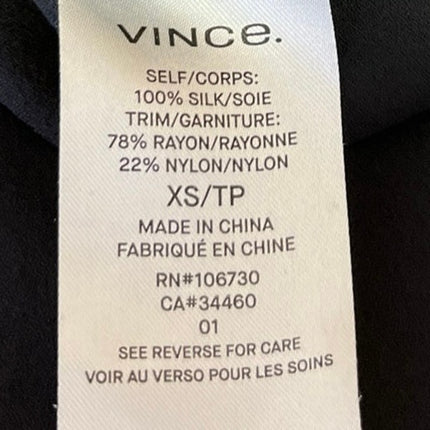 VINCE.
SELF/CORPS:
100% SILK/SOIE
TRIM/GARNITURE:
78% RAYON/RAYONNE
22% NYLON/NYLON
XS/TP
MADE IN CHINA
FABRIQUÉ EN CHINE
RN#106730
CA#34460
01
SEE REVERSE FOR CARE
VOIR AU VERSO POUR LES SOINS